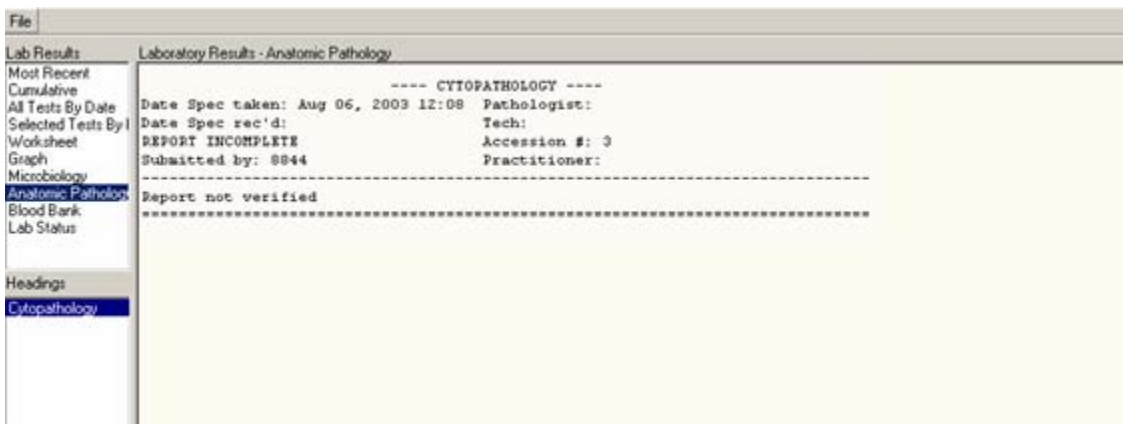 File
Lab Results
Most Recent
Cumulative
All Tests By Date
Selected Tests By
Worksheet
Graph
Microbiology
Anatomic Patholog
Blood Bank
Lab Status
Headings
Cytopathology
Laboratory Results - Anatomic Pathology
---- CYTOPATHOLOGY ----
Date Spec taken: Aug 06, 2003 12:08 Pathologist:
Date Spec rec'd: Tech:
REPORT INCOMPLETE Accession #: 3
Submitted by: 8844 Practitioner:
Report not verified